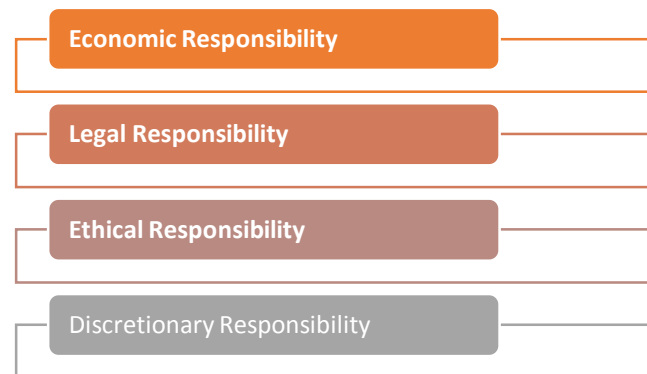 Economic Responsibility
Legal Responsibility
Ethical Responsibility
Discretionary Responsibility